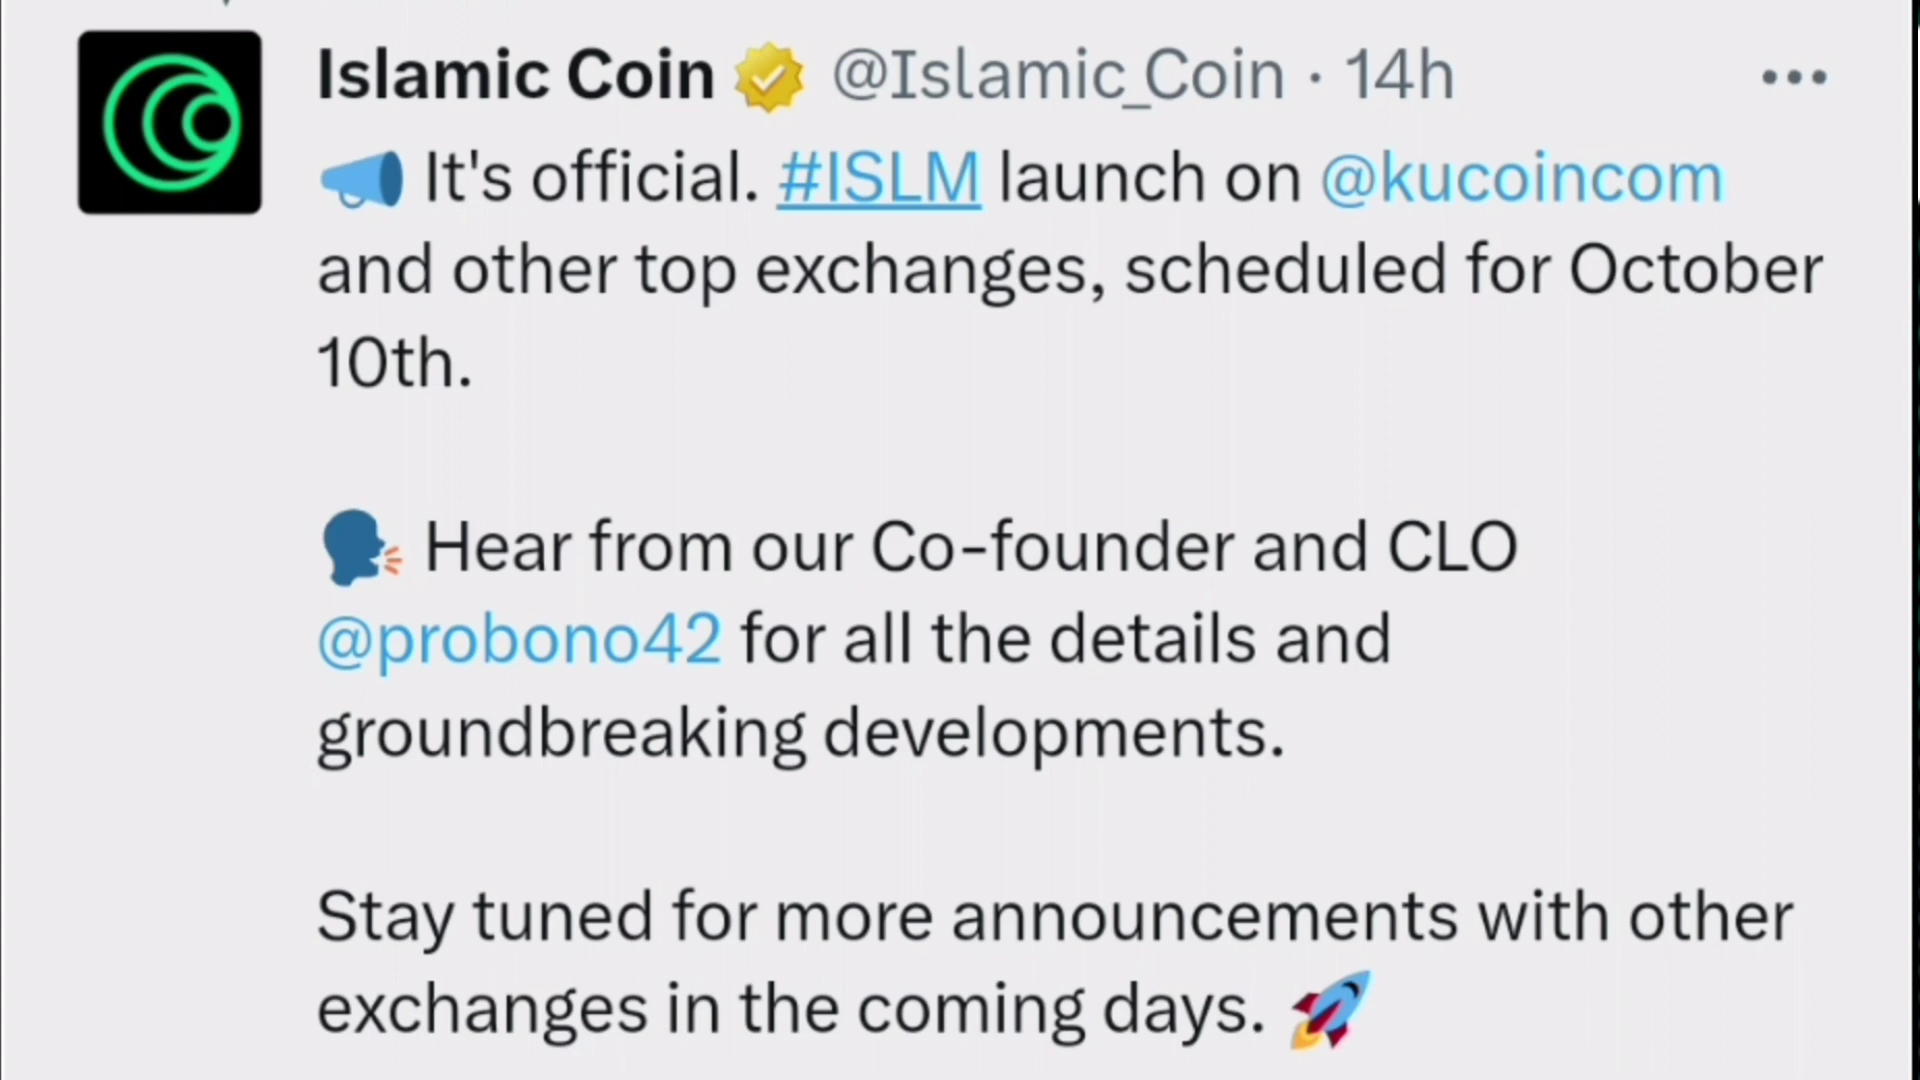 Islamic Coin @Islamic_Coin · 14h
📢 It's official. #ISLM launch on @kucoincom
and other top exchanges, scheduled for October
10th.
🗣️ Hear from our Co-founder and CLO
@probono42 for all the details and
groundbreaking developments.
Stay tuned for more announcements with other
exchanges in the coming days. 🚀